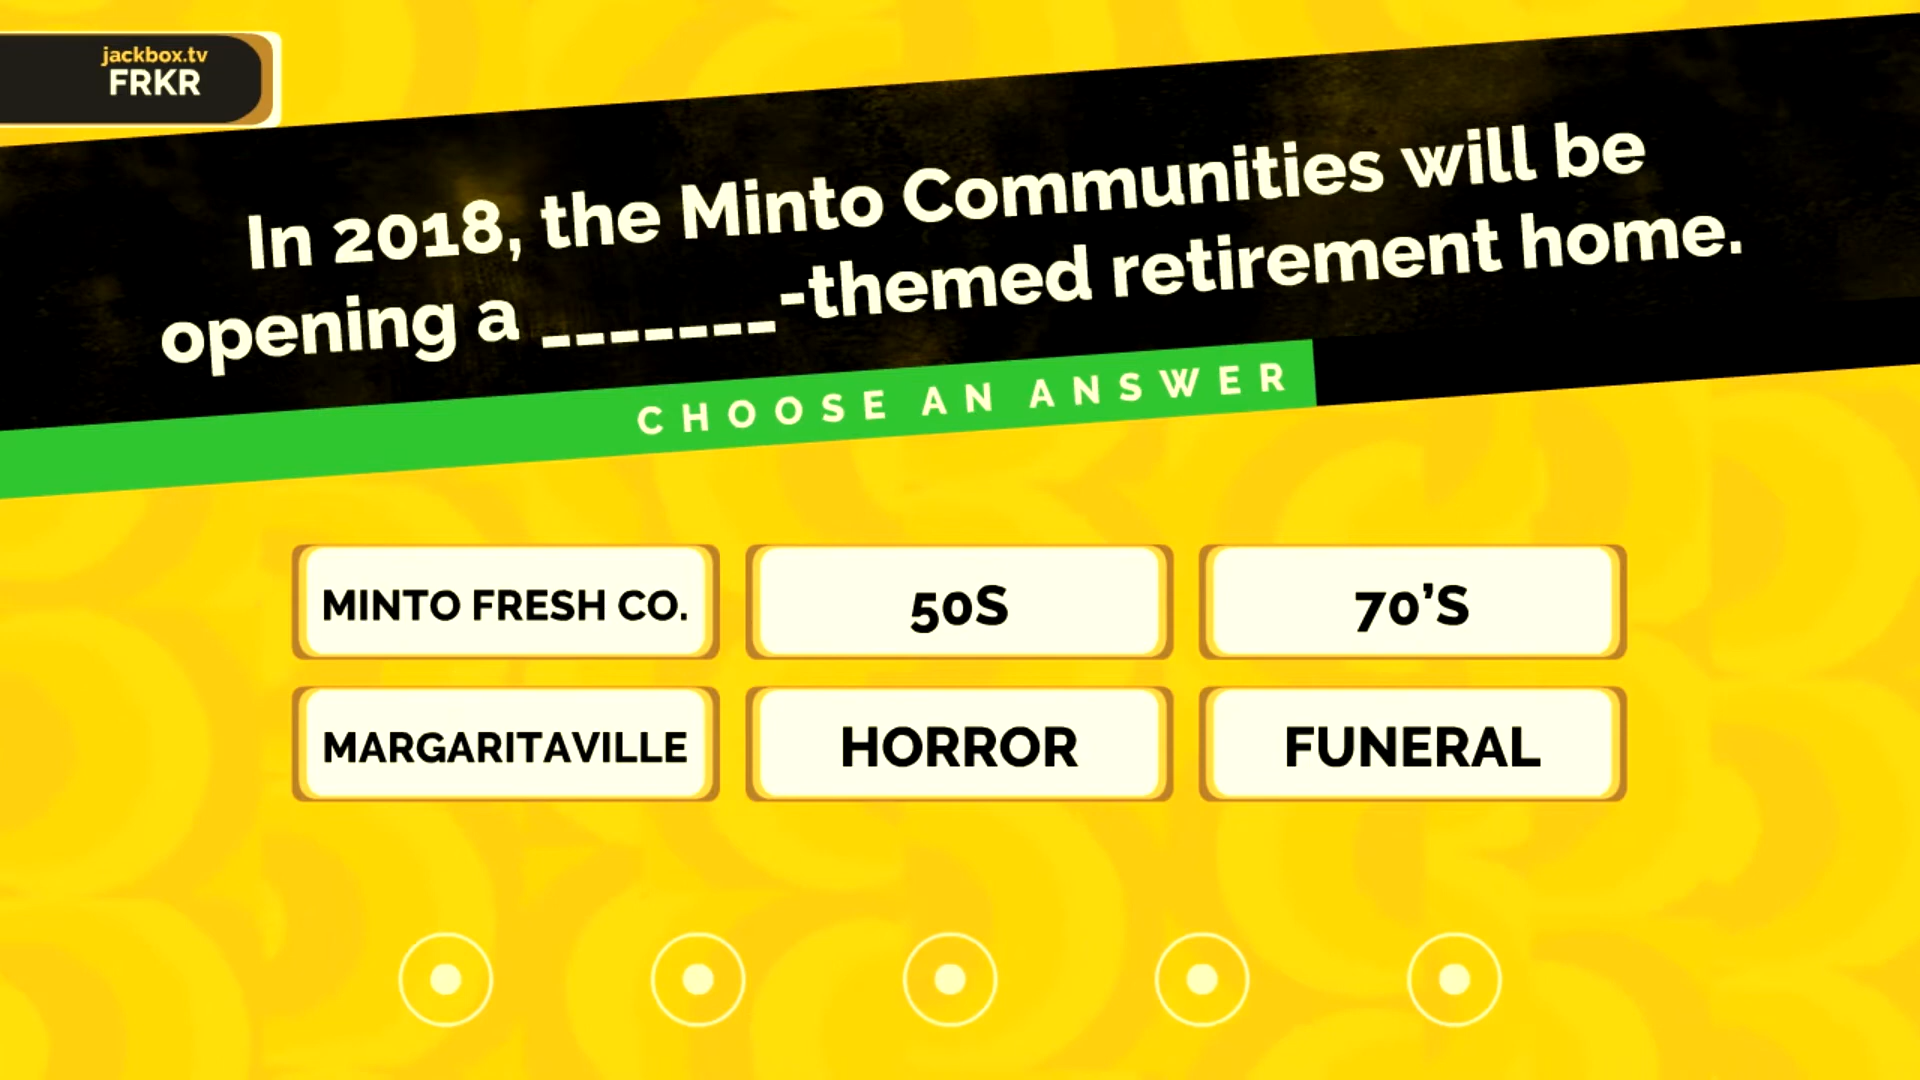 jackbox.tv
FRKR
In 2018, the Minto Communities will be
opening a _______-themed retirement home.
CHOOSE AN ANSWER
MINTO FRESH CO.
50S
70'S
MARGARITAVILLE
HORROR
FUNERAL